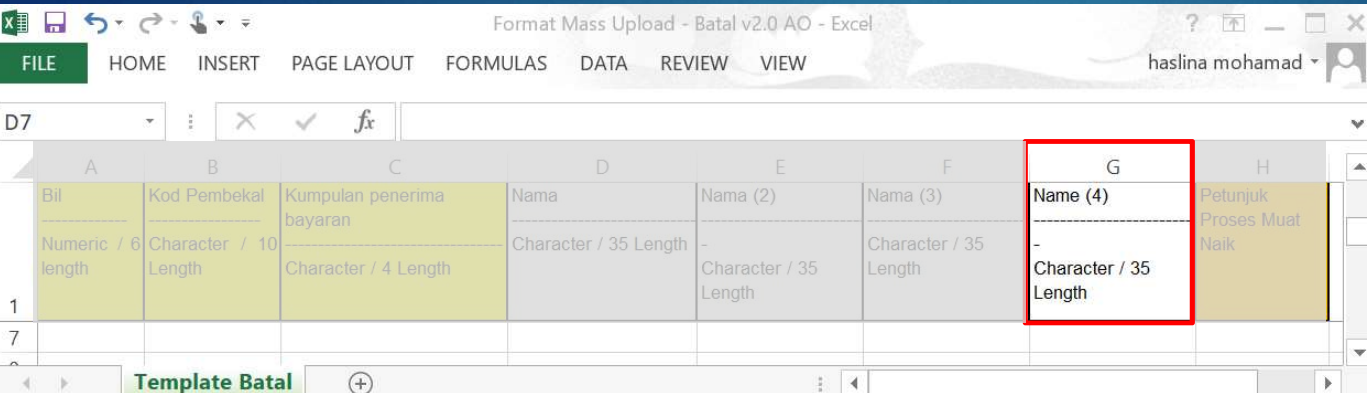 Format Mass Upload - Batal v2.0 AO - Excel
?
FILE HOME INSERT PAGE LAYOUT FORMULAS DATA REVIEW VIEW haslina mohamad
D7 fx
A B C D E F G H
1
Bil
-------------
Numeric / 6
length
Kod Pembekal
-----------------
Character / 10
Length
Kumpulan penerima
bayaran
---------------------------------
Character / 4 Length
Nama
---------------------------
Character / 35 Length
Nama (2)
------------------------
-
Character / 35
Length
Nama (3)
------------------------
Character / 35
Length
Name (4)
------------------------
-
Character / 35
Length
Petunjuk
Proses Muat
Naik
7
Template Batal